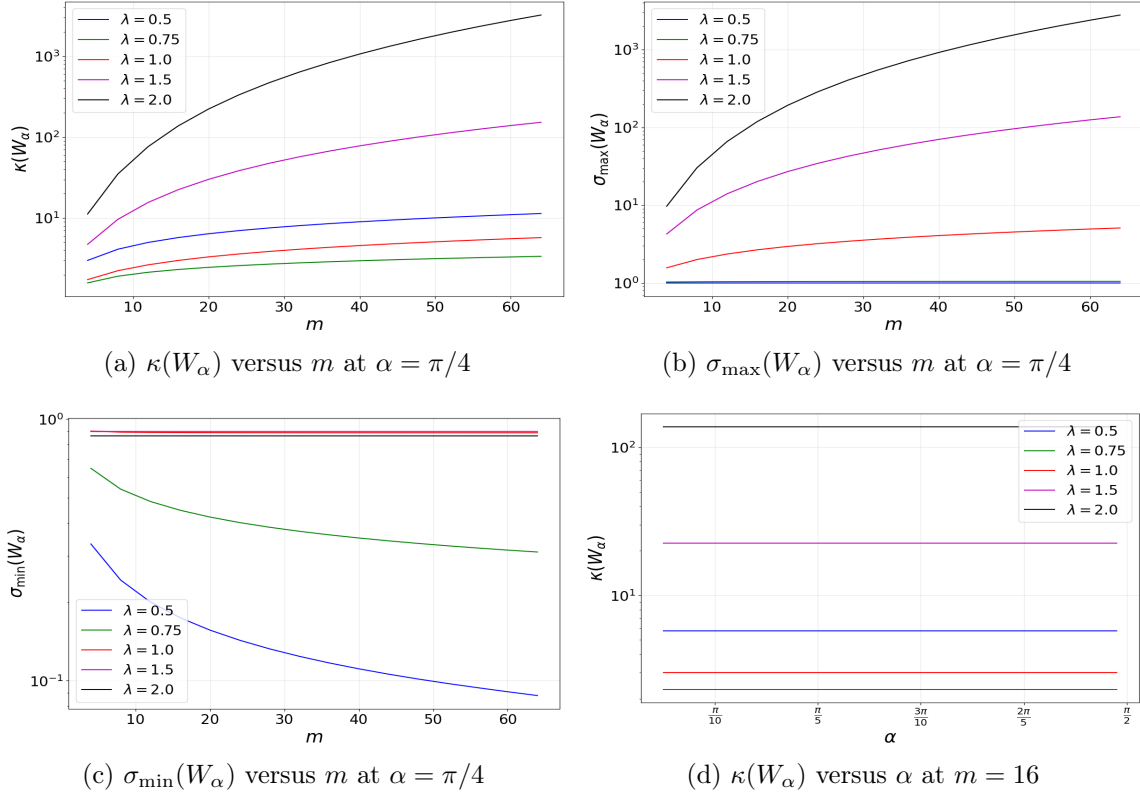 λ = 0.5
λ = 0.75
λ = 1.0
λ = 1.5
λ = 2.0
10³
10²
10¹
κ(W_α)
10 20 30 40 50 60
m
(a) κ(W_α) versus m at α = π/4
λ = 0.5
λ = 0.75
λ = 1.0
λ = 1.5
λ = 2.0
10³
10²
10¹
10⁰
σ_max(W_α)
10 20 30 40 50 60
m
(b) σ_max(W_α) versus m at α = π/4
10⁰
10⁻¹
σ_min(W_α)
λ = 0.5
λ = 0.75
λ = 1.0
λ = 1.5
λ = 2.0
10 20 30 40 50 60
m
(c) σ_min(W_α) versus m at α = π/4
λ = 0.5
λ = 0.75
λ = 1.0
λ = 1.5
λ = 2.0
10²
10¹
κ(W_α)
π/10 π/5 3π/10 2π/5 π/2
α
(d) κ(W_α) versus α at m = 16